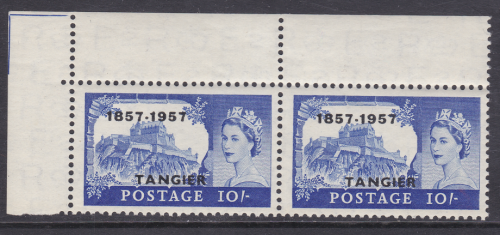 1857·1957
TANGIER
POSTAGE 10/-
1857·1957
TANGIER
POSTAGE 10/-